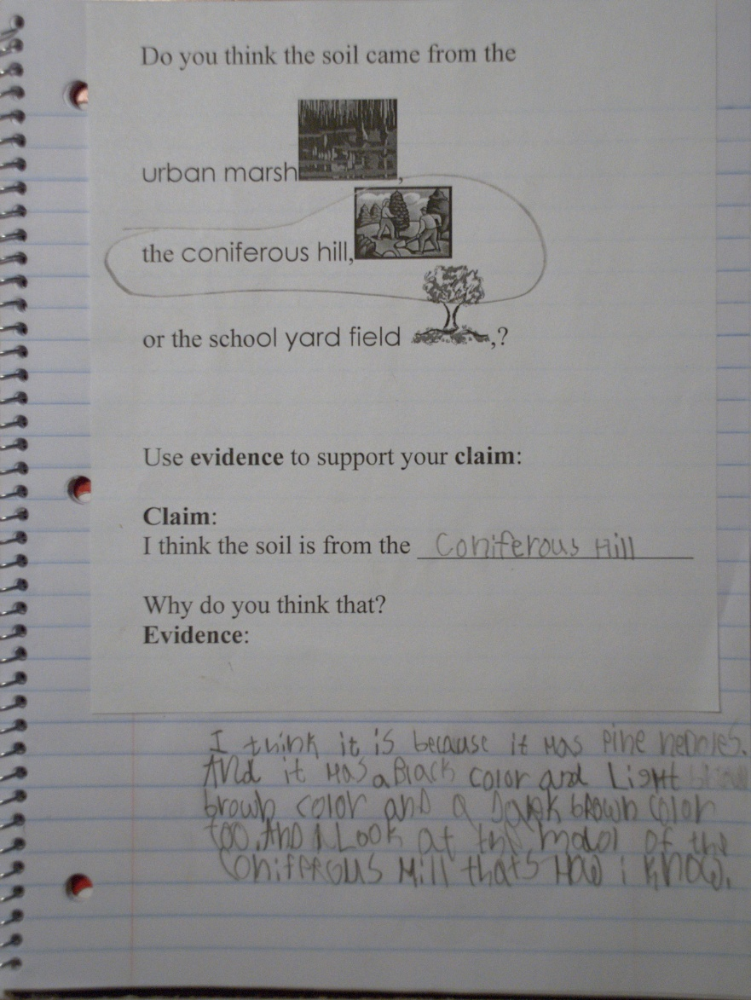 Do you think the soil came from the
urban marsh,
the coniferous hill,
or the school yard field ,?
Use evidence to support your claim:
Claim:
I think the soil is from the Coniferous Hill
Why do you think that?
Evidence:
I think it is because it Has Pine nednles.
And it Has a Black color and Light
brown color and a Dark brown color
too. And I Look at the modol of the
Coniferous Hill thats How i know.